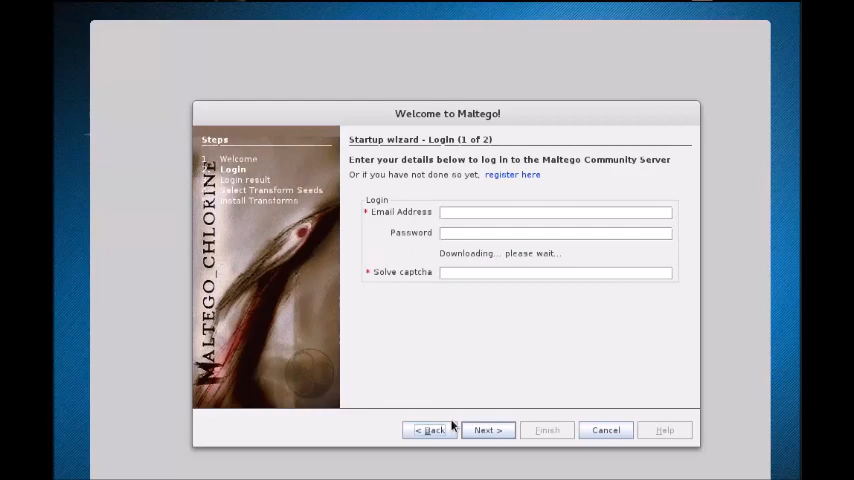 Welcome to Maltego!
Steps
1. Welcome
Login
Login result
Select Transform Seeds
Install Transforms
MALTEGO_CHLORINE
Startup wizard - Login (1 of 2)
Enter your details below to log in to the Maltego Community Server
Or if you have not done so yet, register here
Login
* Email Address
Password
Downloading... please wait...
* Solve captcha
< Back
Next >
Finish
Cancel
Help